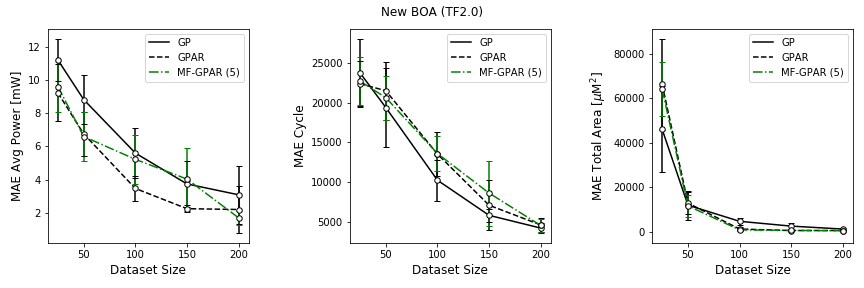 New BOA (TF2.0)
MAE Avg Power [mW]
12
10
8
6
4
2
GP
GPAR
MF-GPAR (5)
50
100
150
200
Dataset Size
MAE Cycle
25000
20000
15000
10000
5000
GP
GPAR
MF-GPAR (5)
50
100
150
200
Dataset Size
MAE Total Area [μM²]
80000
60000
40000
20000
0
GP
GPAR
MF-GPAR (5)
50
100
150
200
Dataset Size